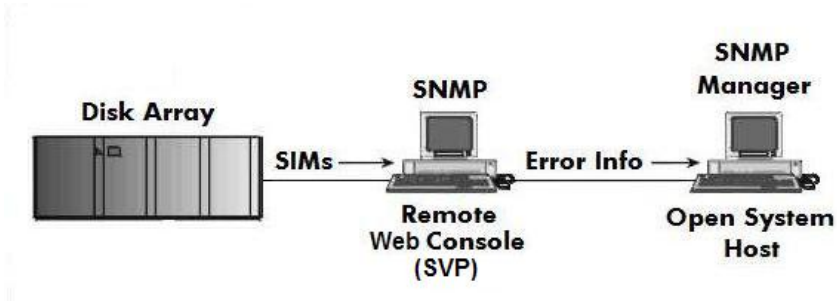 Disk Array
SIMs
SNMP
Remote
Web Console
(SVP)
Error Info
SNMP
Manager
Open System
Host